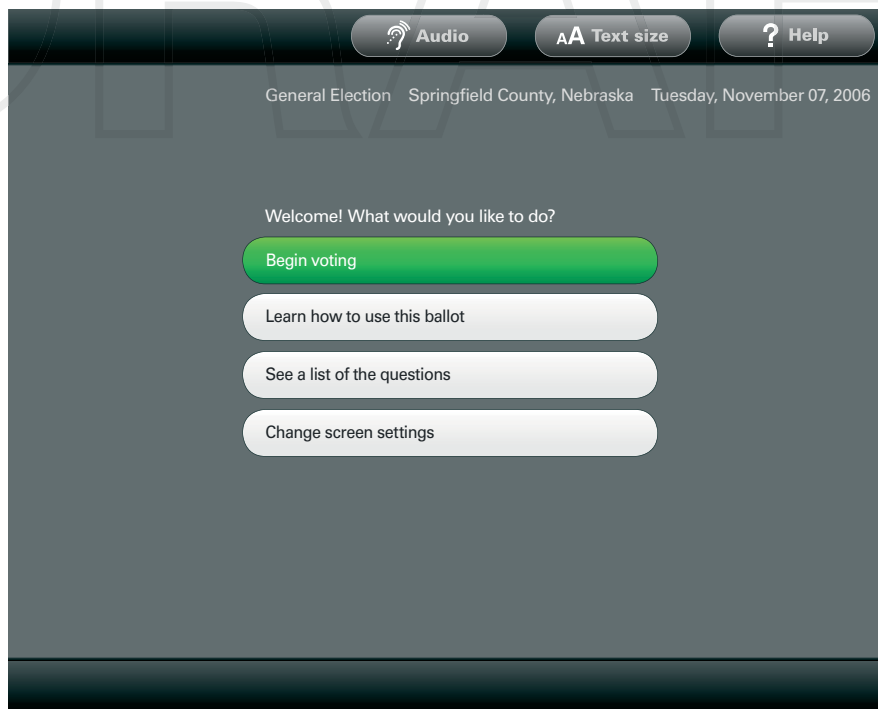 DRAFT
Audio AA Text size ? Help
General Election Springfield County, Nebraska Tuesday, November 07, 2006
Welcome! What would you like to do?
Begin voting
Learn how to use this ballot
See a list of the questions
Change screen settings